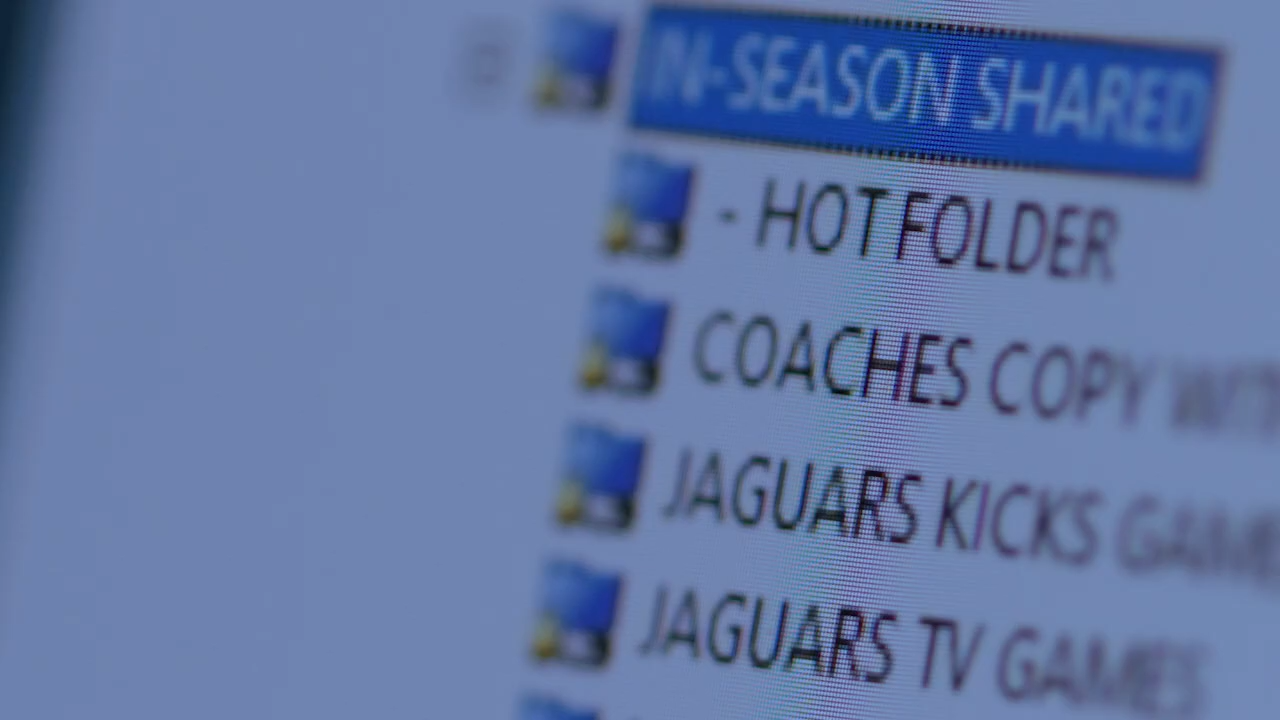 IN-SEASON SHARED
- HOT FOLDER
COACHES COPY
JAGUARS KICKS
JAGUARS TV GAMES